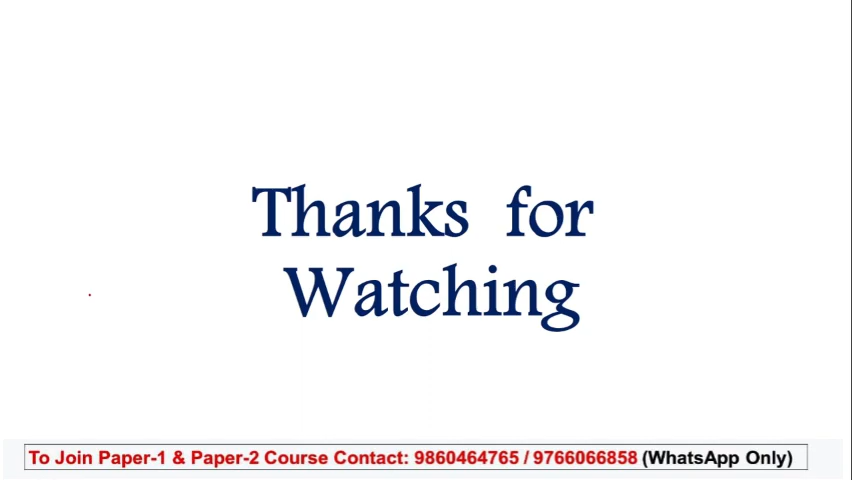 Thanks for
Watching
To Join Paper-1 & Paper-2 Course Contact: 9860464765 / 9766066858 (WhatsApp Only)